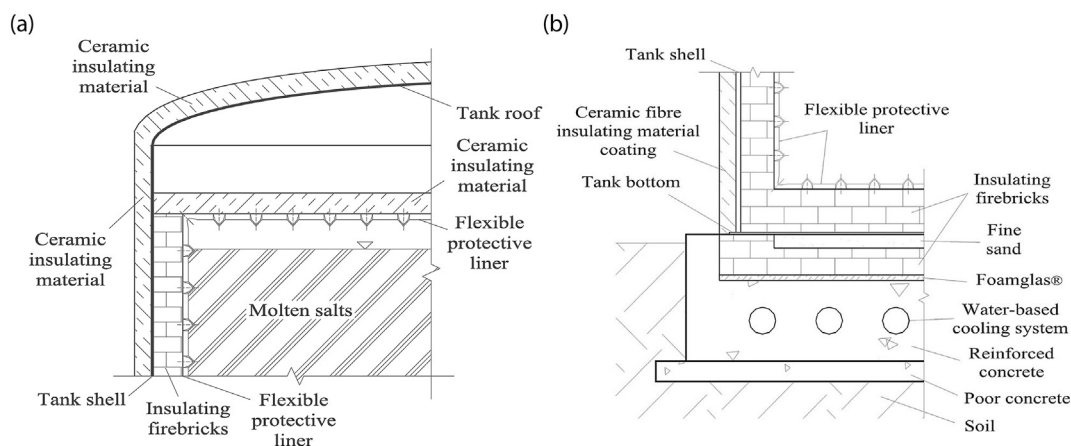 (a)
Ceramic
insulating
material
Tank roof
Ceramic
insulating
material
Flexible
protective
liner
Ceramic
insulating
material
Molten salts
Tank shell
Insulating
firebricks
Flexible
protective
liner
(b)
Tank shell
Flexible protective
liner
Ceramic fibre
insulating material
coating
Tank bottom
Insulating
firebricks
Fine
sand
Foamglas®
Water-based
cooling system
Reinforced
concrete
Poor concrete
Soil